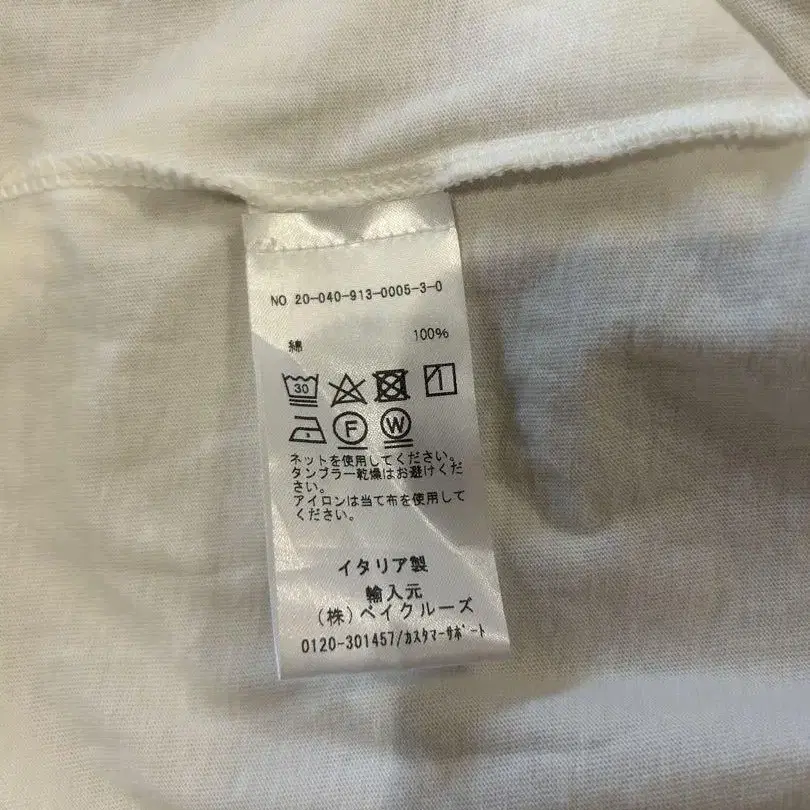 NO 20-040-913-0005-3-0
綿 100%
30
F W
ネットを使用してください。
タンブラー乾燥はお避けくだ
さい。
アイロンは当て布を使用して
ください。
イタリア製
輸入元
(株)ベイクルーズ
0120-301457/カスタマーサポート